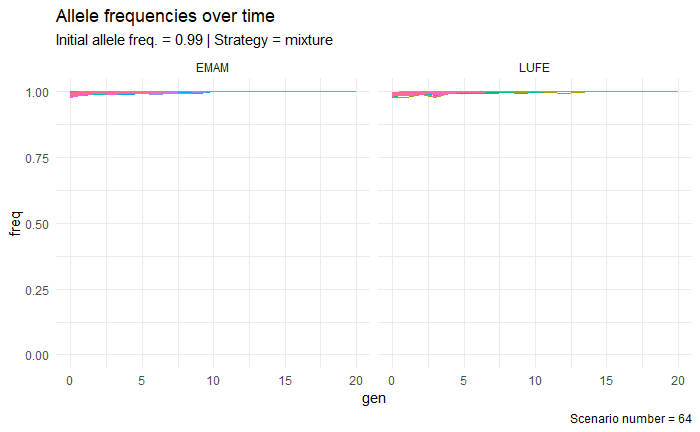 Allele frequencies over time
Initial allele freq. = 0.99 | Strategy = mixture
EMAM
LUFE
1.00
0.75
0.50
0.25
0.00
freq
0 5 10 15 20
0 5 10 15 20
gen
Scenario number = 64